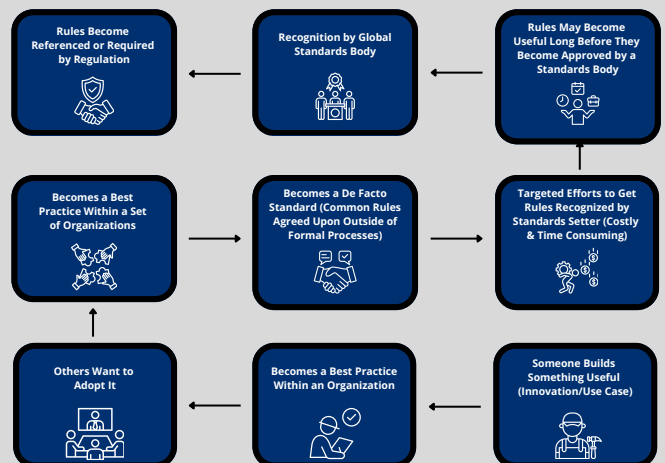 Rules Become
Referenced or Required
by Regulation
Recognition by Global
Standards Body
Rules May Become
Useful Long Before They
Become Approved by a
Standards Body
Becomes a Best
Practice Within a Set
of Organizations
Becomes a De Facto
Standard (Common Rules
Agreed Upon Outside of
Formal Processes)
Targeted Efforts to Get
Rules Recognized by
Standards Setter (Costly
& Time Consuming)
Others Want to
Adopt It
Becomes a Best Practice
Within an Organization
Someone Builds
Something Useful
(Innovation/Use Case)